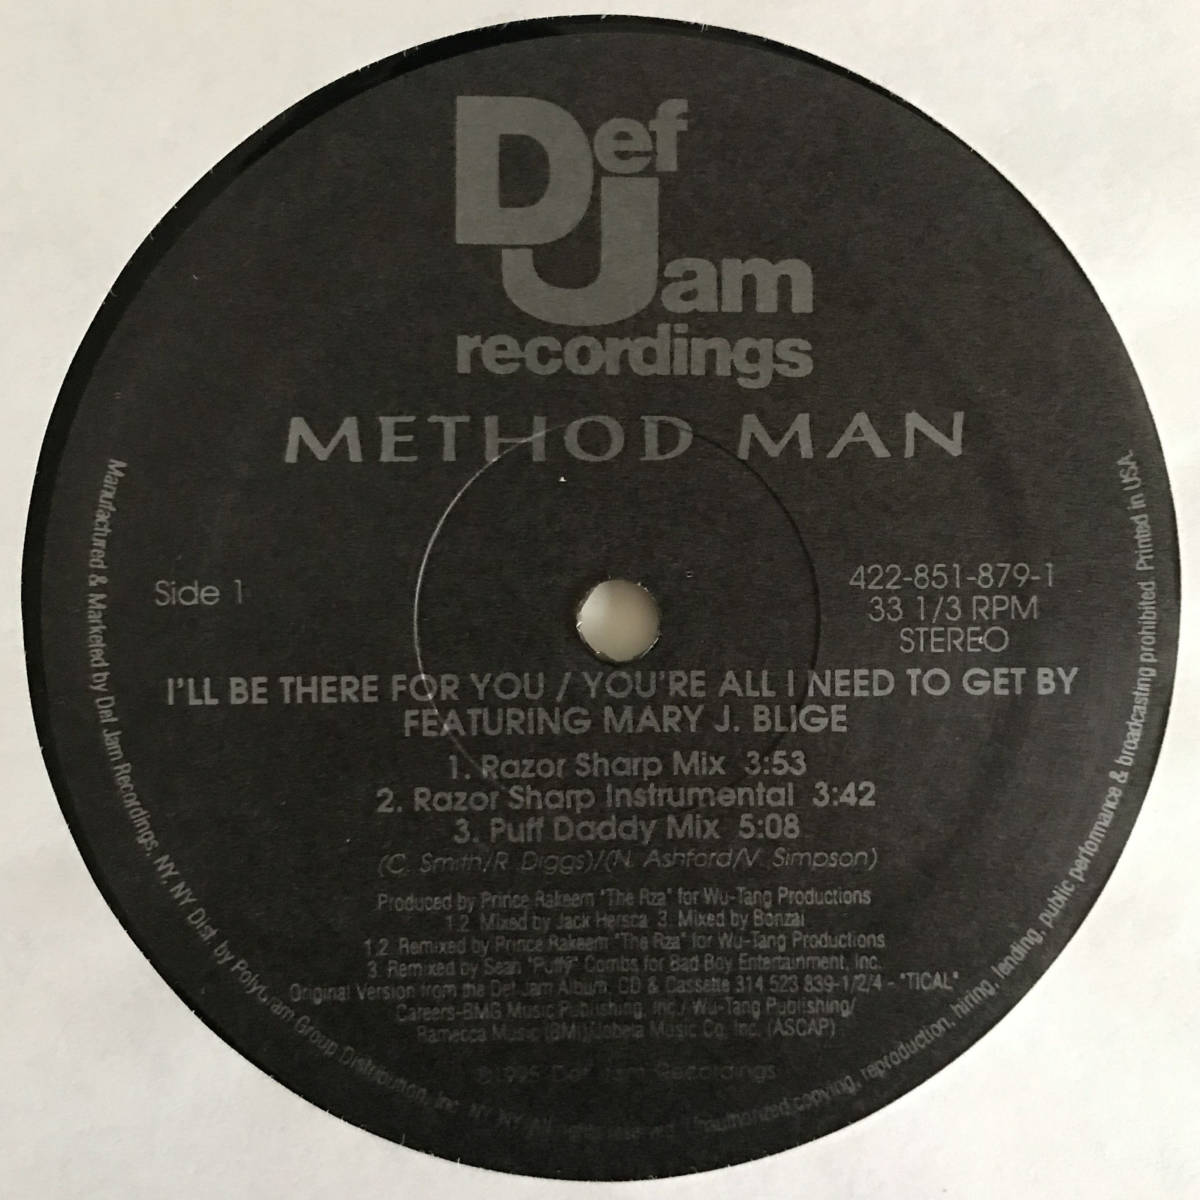 Def
Jam
recordings
METHOD MAN
Side 1
422-851-879-1
33 1/3 RPM
STEREO
I'LL BE THERE FOR YOU / YOU'RE ALL I NEED TO GET BY
FEATURING MARY J. BLIGE
1. Razor Sharp Mix 3:53
2. Razor Sharp Instrumental 3:42
3. Puff Daddy Mix 5:08
(C. Smith/R. Diggs)/(N. Ashford/V. Simpson)
Produced by Prince Rakeem "The Rza" for Wu-Tang Productions
1,2 Mixed by Jack Hersca 3. Mixed by Bonzai
1,2 Remixed by Prince Rakeem "The Rza" for Wu-Tang Productions
3 Remixed by Sean "Puffy" Combs for Bad Boy Entertainment, Inc.
Original Version from the Def Jam Album, CD & Cassette 314 523 839-1/2/4 - "TICAL"
Careers-BMG Music Publishing, Inc./ Wu-Tang Publishing/
Ramecca Music (BMI)/Jobete Music Co. Inc. (ASCAP)
©1995 Def Jam Recordings
Manufactured & Marketed by Def Jam Recordings, NY, NY Dist. by PolyGram Group Distribution, Inc. NY, NY. All rights reserved. Unauthorized copying, reproduction, hiring, lending, public performance & broadcasting prohibited. Printed in USA